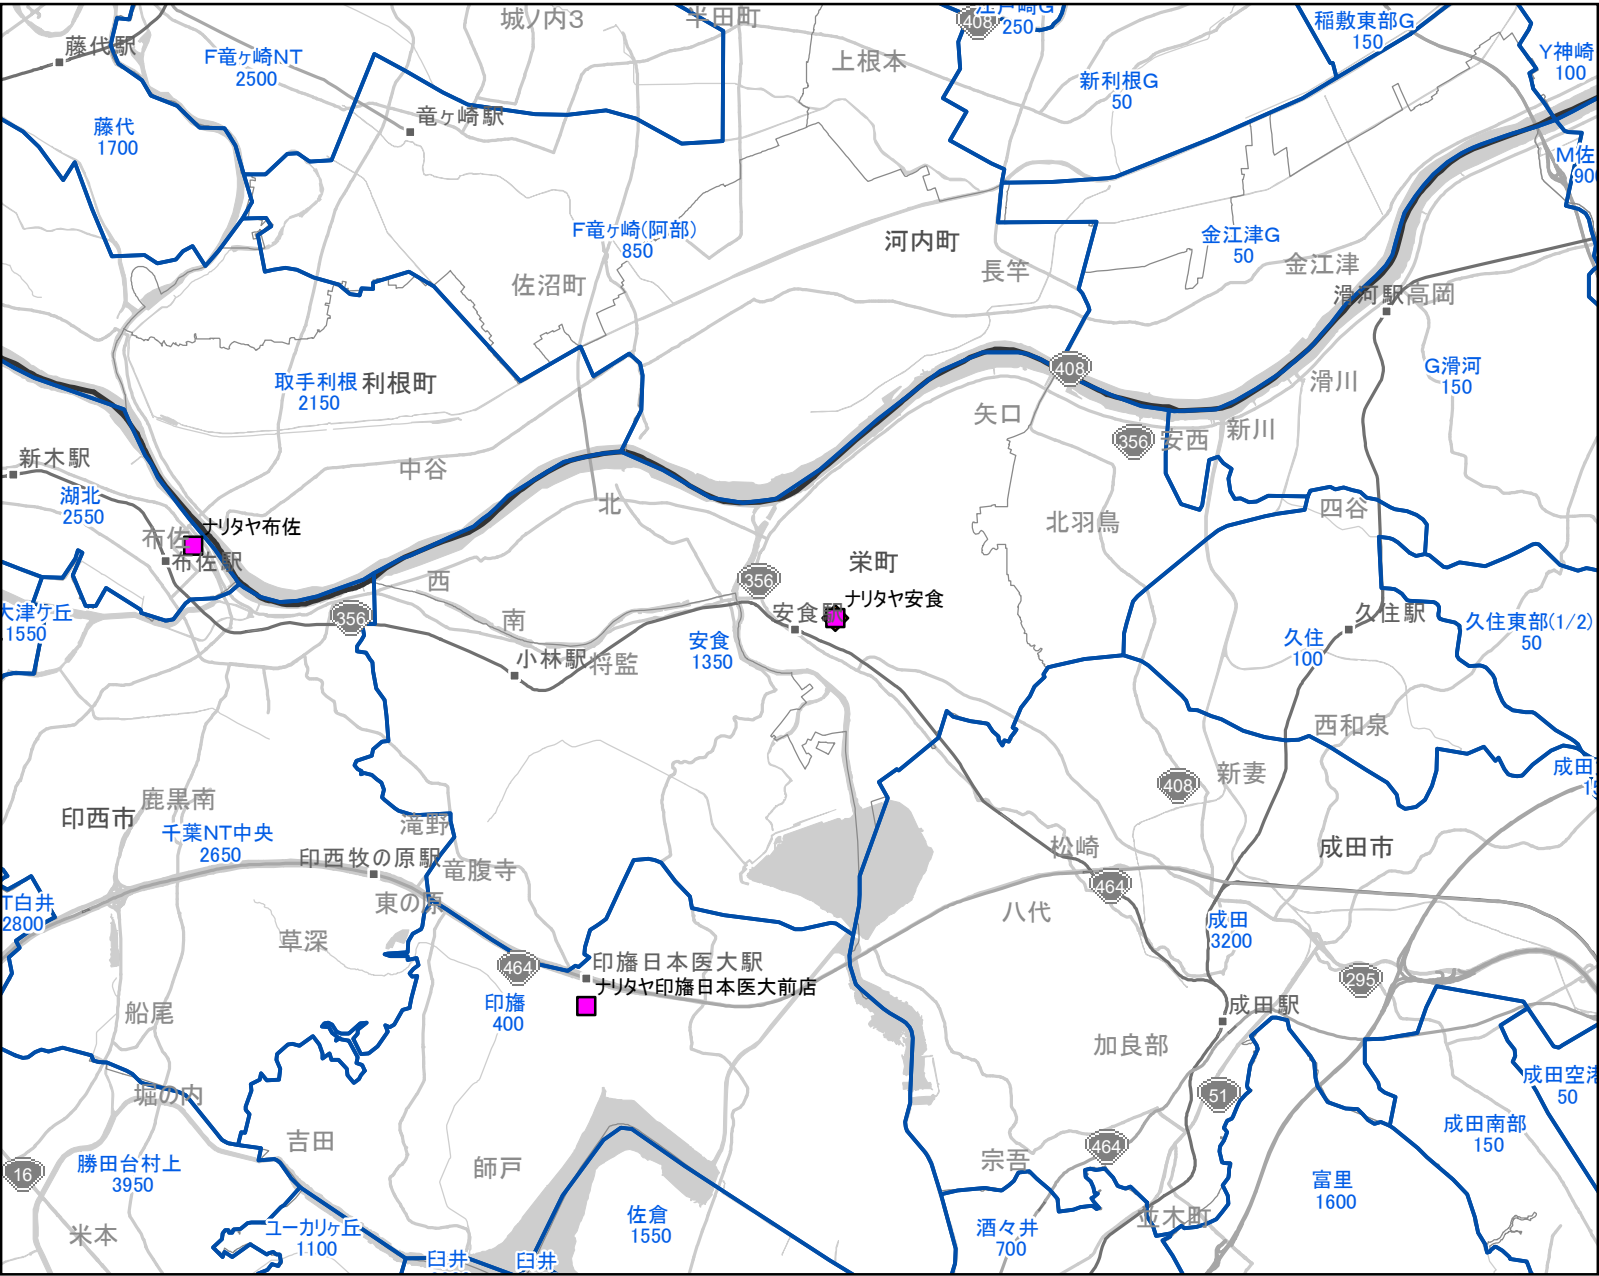 城ノ内3
半田町
江戸崎G
408
250
稲敷東部G
150
藤代駅
F竜ヶ崎NT
2500
上根本
新利根G
50
Y神崎
100
藤代
1700
竜ヶ崎駅
M佐
900
F竜ヶ崎(阿部)
850
河内町
金江津G
50
佐沼町
長竿
金江津
滑河駅
高岡
取手利根
2150
利根町
408
滑川
G滑河
150
矢口
356
安西
新川
新木駅
中谷
湖北
2550
北
北羽鳥
四谷
布佐
ナリタヤ布佐
布佐駅
栄町
356
西
ナリタヤ安食
安食駅
大津ケ丘
1550
356
南
安食
1350
久住駅
久住
100
久住東部(1/2)
50
小林駅
将監
西和泉
408
新妻
成田
印西市
鹿黒南
千葉NT中央
2650
滝野
松崎
成田市
印西牧の原駅
竜腹寺
464
T白井
2800
東の原
八代
成田
3200
草深
464
印旛日本医大駅
ナリタヤ印旛日本医大前店
295
印旛
400
船尾
成田駅
加良部
堀の内
51
成田空港
50
吉田
成田南部
150
464
16
勝田台村上
3950
師戸
宗吾
富里
1600
米本
ユーカリヶ丘
1100
臼井
臼井
佐倉
1550
酒々井
700
並木町